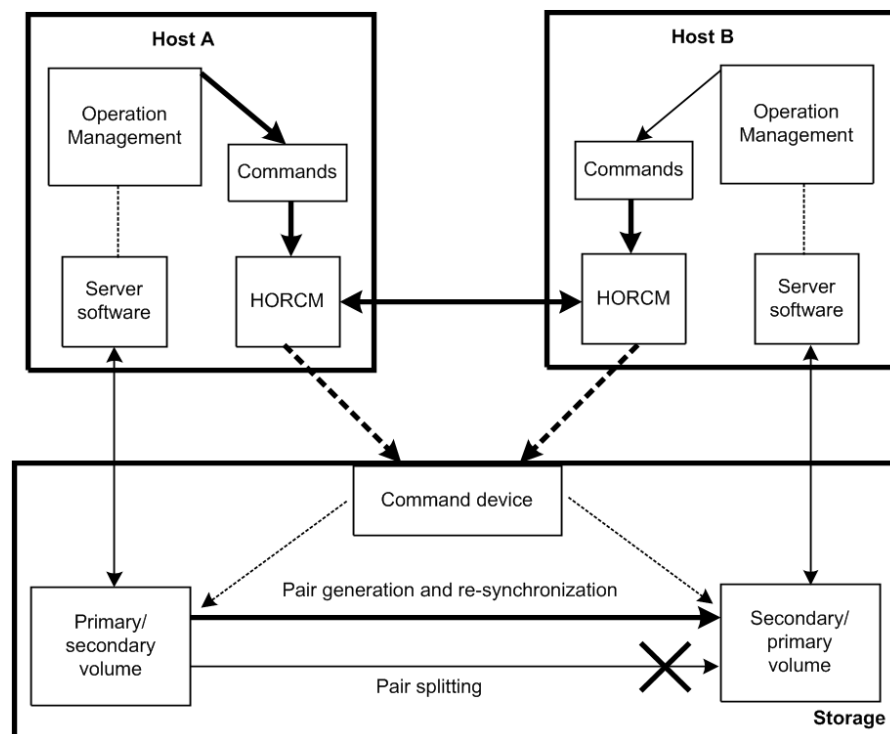 Host A
Host B
Operation
Management
Operation
Management
Commands
Commands
Server
software
HORCM
HORCM
Server
software
Command device
Pair generation and re-synchronization
Primary/
secondary
volume
Secondary/
primary
volume
Pair splitting
Storage